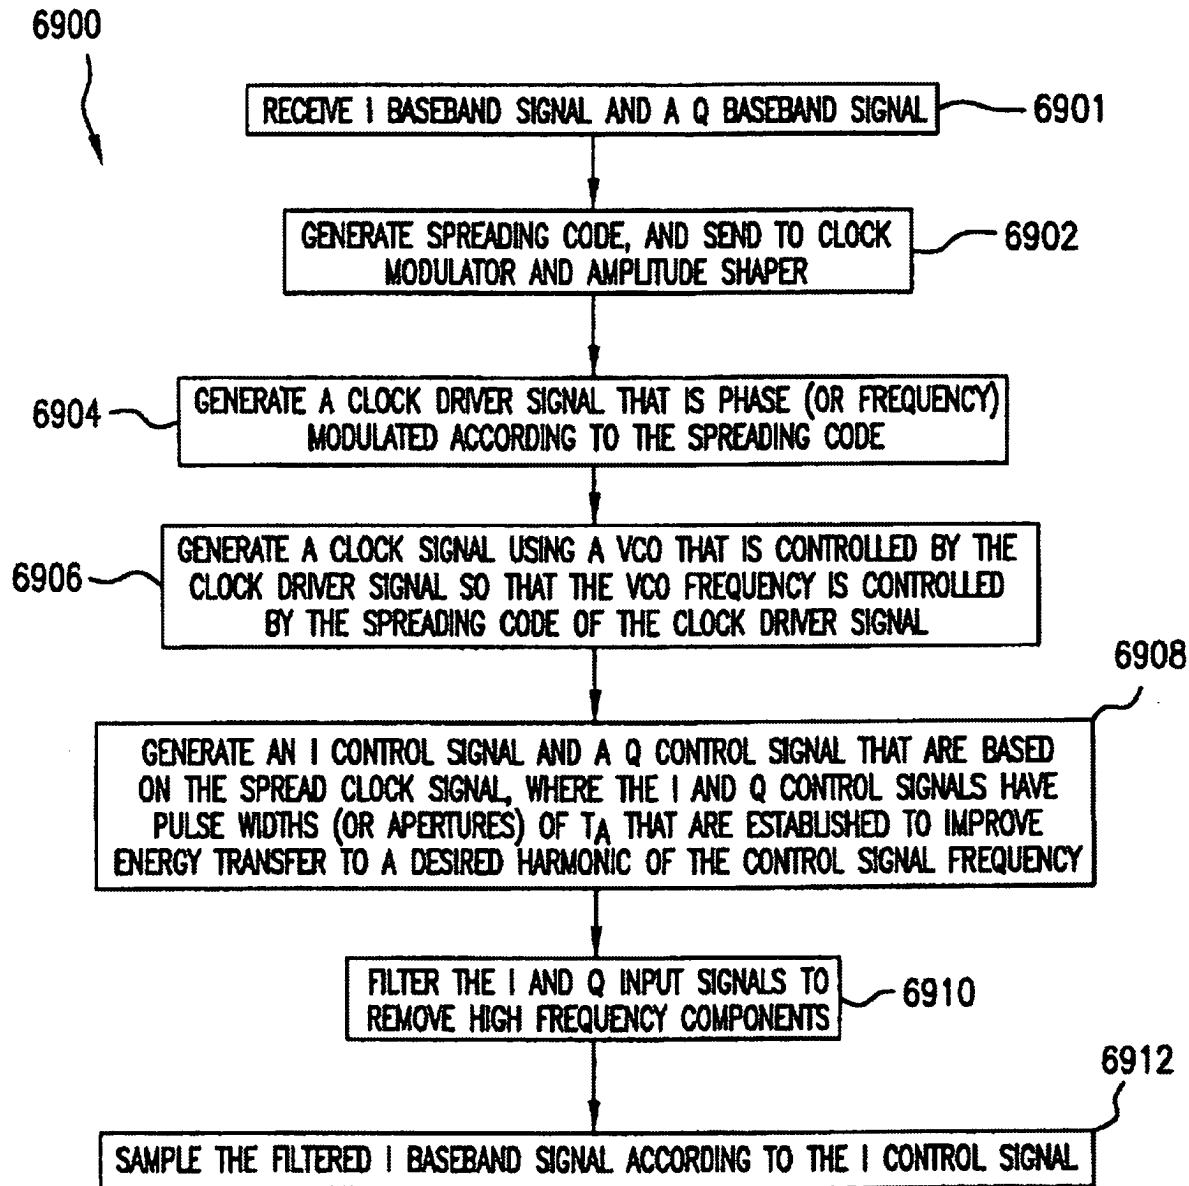 6900
RECEIVE I BASEBAND SIGNAL AND A Q BASEBAND SIGNAL
6901
GENERATE SPREADING CODE, AND SEND TO CLOCK
MODULATOR AND AMPLITUDE SHAPER
6902
6904
GENERATE A CLOCK DRIVER SIGNAL THAT IS PHASE (OR FREQUENCY)
MODULATED ACCORDING TO THE SPREADING CODE
6906
GENERATE A CLOCK SIGNAL USING A VCO THAT IS CONTROLLED BY THE
CLOCK DRIVER SIGNAL SO THAT THE VCO FREQUENCY IS CONTROLLED
BY THE SPREADING CODE OF THE CLOCK DRIVER SIGNAL
6908
GENERATE AN I CONTROL SIGNAL AND A Q CONTROL SIGNAL THAT ARE BASED
ON THE SPREAD CLOCK SIGNAL, WHERE THE I AND Q CONTROL SIGNALS HAVE
PULSE WIDTHS (OR APERTURES) OF TA THAT ARE ESTABLISHED TO IMPROVE
ENERGY TRANSFER TO A DESIRED HARMONIC OF THE CONTROL SIGNAL FREQUENCY
FILTER THE I AND Q INPUT SIGNALS TO
REMOVE HIGH FREQUENCY COMPONENTS
6910
6912
SAMPLE THE FILTERED I BASEBAND SIGNAL ACCORDING TO THE I CONTROL SIGNAL